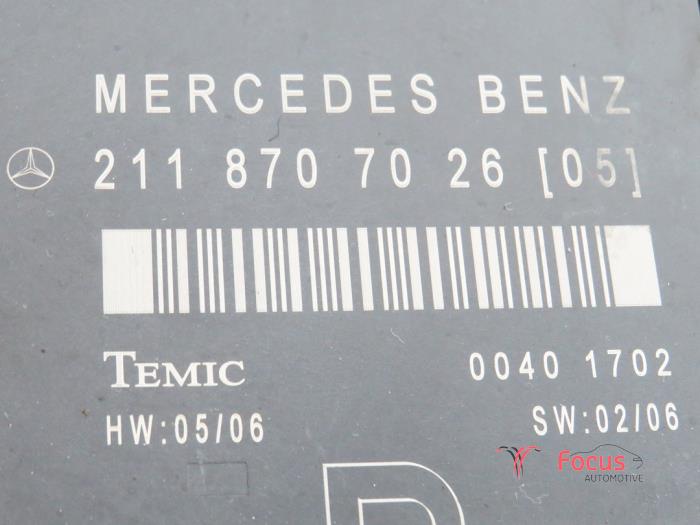 MERCEDES BENZ
211 870 70 26 [05]
TEMIC 0040 1702
HW:05/06 SW:02/06
Focus
AUTOMOTIVE